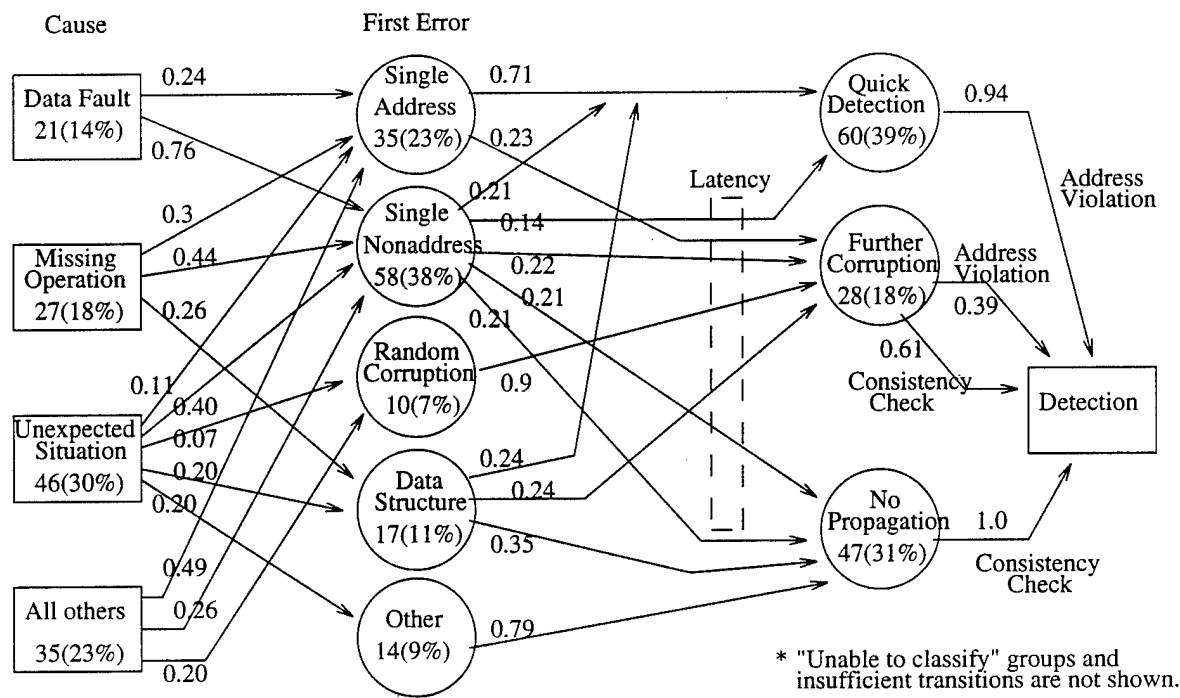 Cause
First Error
Data Fault
21(14%)
0.24
0.76
Missing
Operation
27(18%)
0.3
0.44
0.26
Unexpected
Situation
46(30%)
0.11
0.40
0.07
0.20
0.20
All others
35(23%)
0.49
0.26
0.20
Single
Address
35(23%)
0.71
0.23
Single
Nonaddress
58(38%)
0.21
0.14
0.22
0.21
0.21
Random
Corruption
10(7%)
0.9
Data
Structure
17(11%)
0.24
0.24
0.35
Other
14(9%)
0.79
Latency
Quick
Detection
60(39%)
0.94
Address
Violation
Further
Corruption
28(18%)
Address
Violation
0.39
0.61
Consistency
Check
No
Propagation
47(31%)
1.0
Consistency
Check
Detection
* "Unable to classify" groups and
insufficient transitions are not shown.